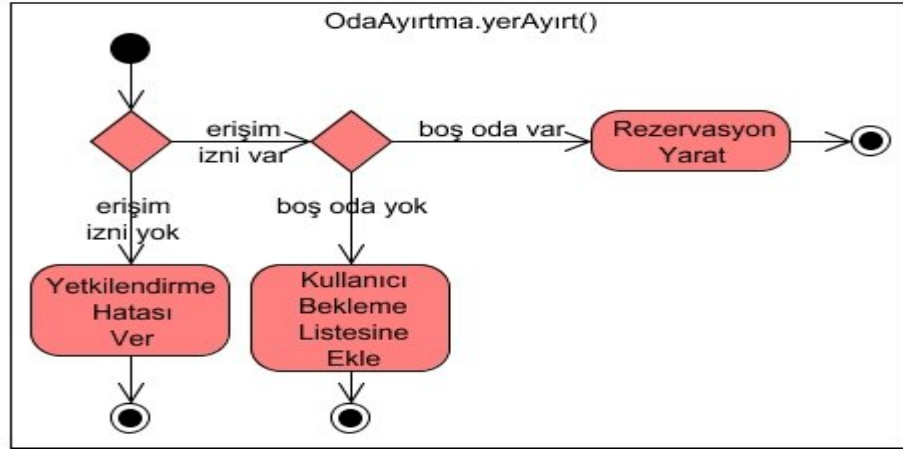 OdaAyırtma.yerAyırt()
erişim
izni var
boş oda var
Rezervasyon
Yarat
erişim
izni yok
boş oda yok
Yetkilendirme
Hatası
Ver
Kullanıcı
Bekleme
Listesine
Ekle